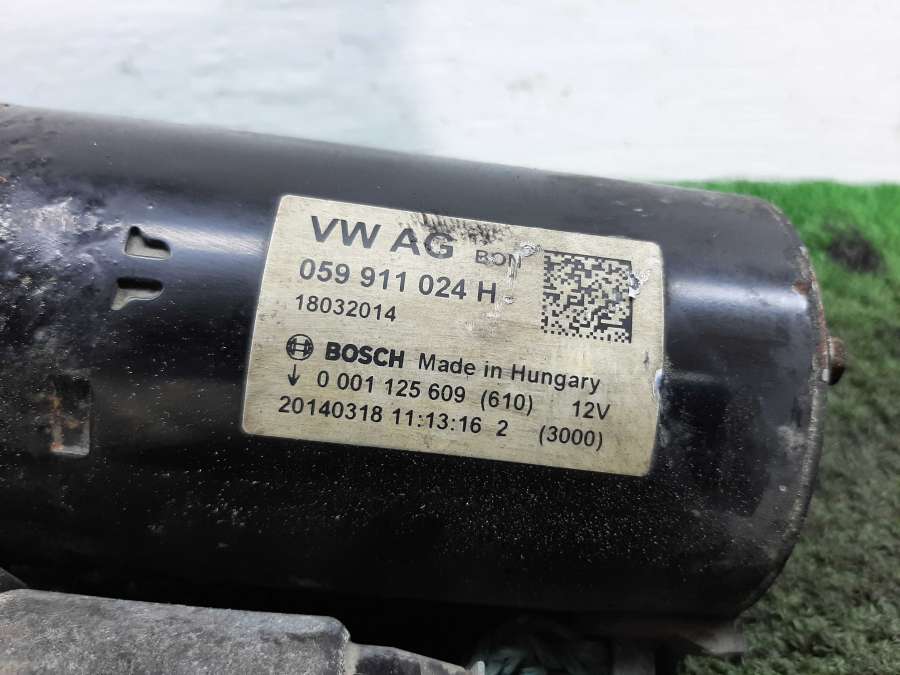 VW AG BON
059 911 024 H
18032014
BOSCH Made in Hungary
↓ 0 001 125 609 (610) 12V
20140318 11:13:16 2 (3000)